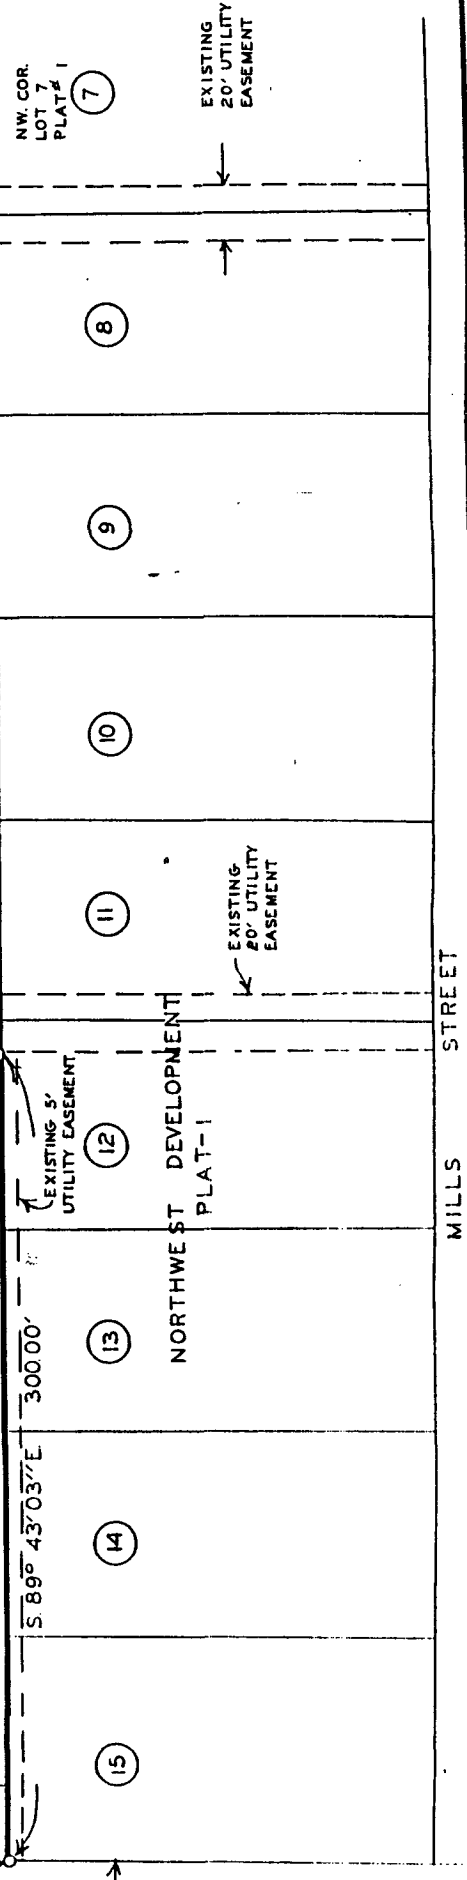 NW. COR.
LOT 7
PLAT# 1
7
EXISTING
20' UTILITY
EASEMENT
8
9
10
11
EXISTING
20' UTILITY
EASEMENT
EXISTING 5'
UTILITY EASEMENT
12
NORTHWEST DEVELOPMENT
PLAT-1
13
S. 89° 43' 03" E. 300.00'
14
15
MILLS STREET